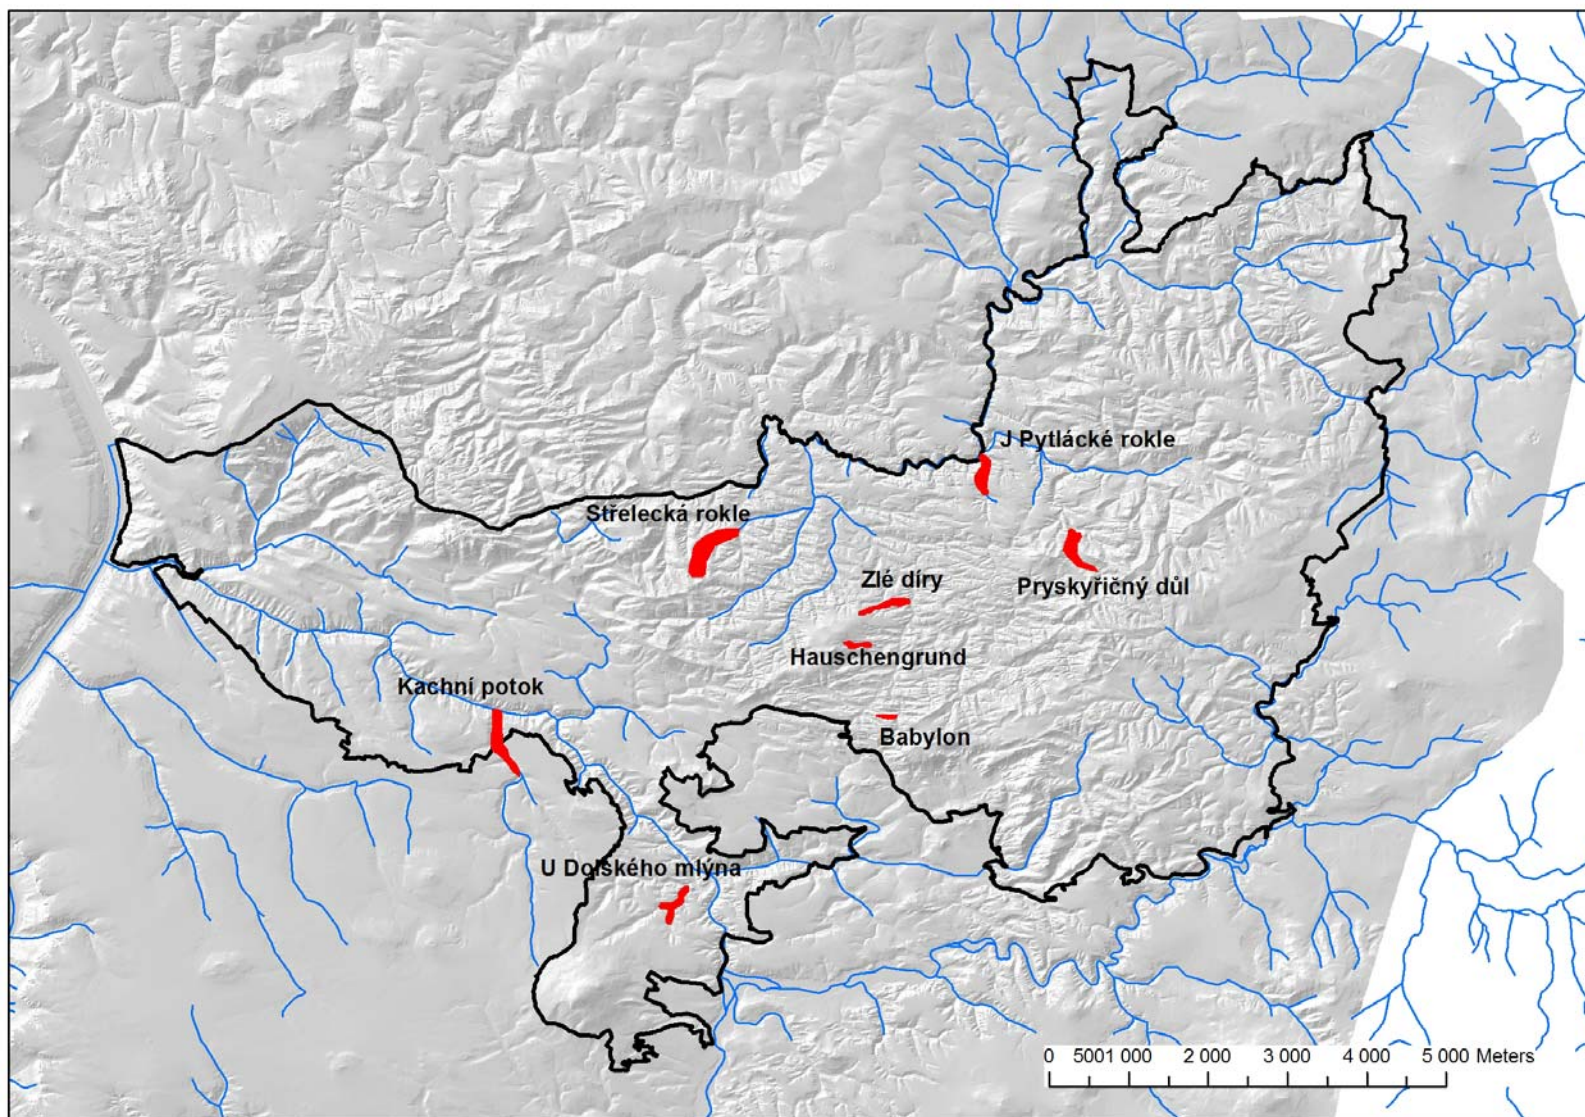 J Pytlácké rokle
Střelecká rokle
Zlé díry
Pryskyřičný důl
Hauschengrund
Kachní potok
Babylon
U Dolského mlýna
0 5001 000 2 000 3 000 4 000 5 000 Meters